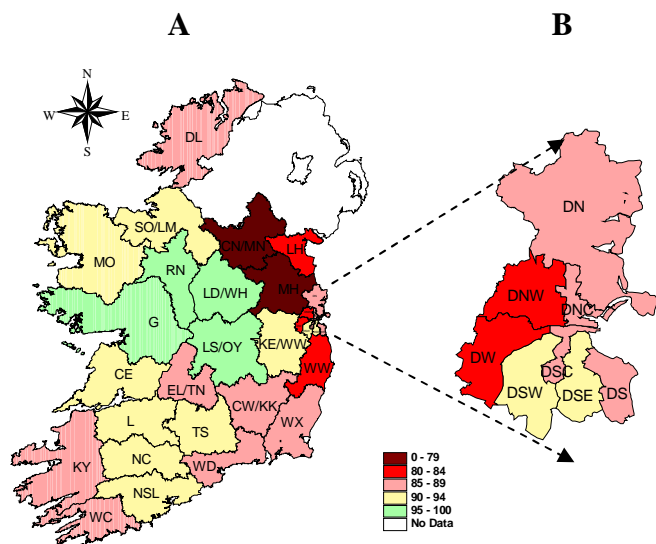 A
B
N
W
E
S
DL
SO/LM
MO
CN/MN
LH
RN
LD/WH
MH
G
LS/OY
KE/WW
WW
CE
EL/TN
CW/KK
L
TS
WX
KY
NC
WD
NSL
WC
DN
DNW
DNC
DW
DSC
DSW
DSE
DS
0 - 79
80 - 84
85 - 89
90 - 94
95 - 100
No Data